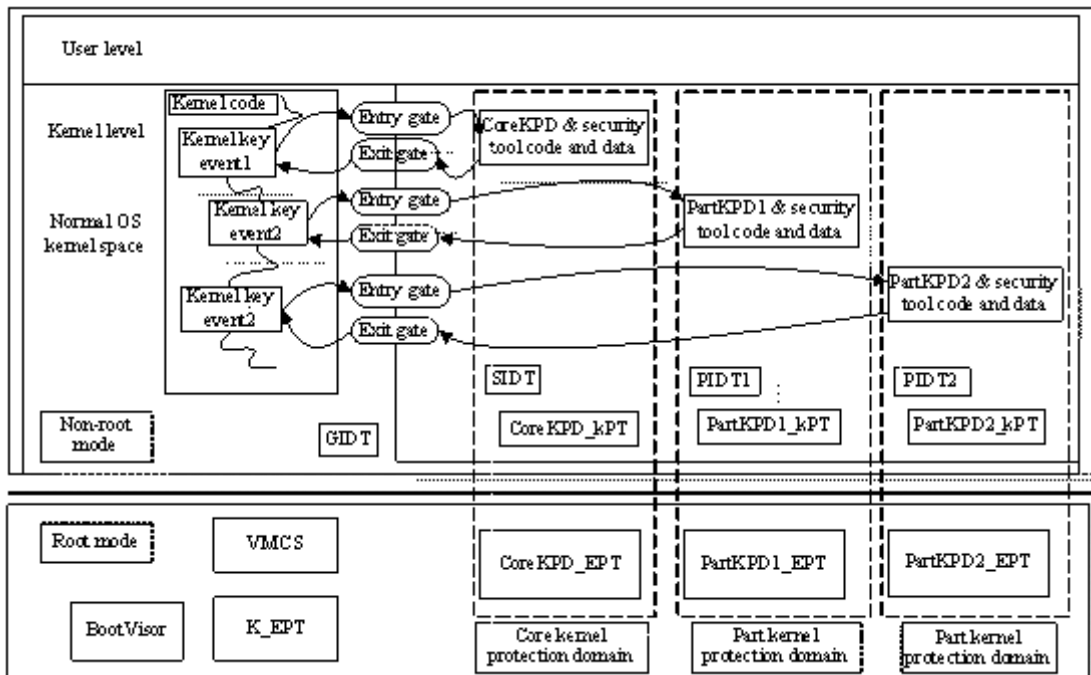 User level
Kernel level
Kernel code
Entry gate
CoreKPD & security
tool code and data
Kernel key
event1
Exit gate
Normal OS
kernel space
Kernel key
event2
Entry gate
Exit gate
PartKPD1 & security
tool code and data
Kernel key
event2
Entry gate
Exit gate
PartKPD2 & security
tool code and data
SIDT
PIDT1
PIDT2
Non-root
mode
GIDT
CoreKPD_kPT
PartKPD1_kPT
PartKPD2_kPT
Root mode
VMCS
CoreKPD_EPT
PartKPD1_EPT
PartKPD2_EPT
BootVisor
K_EPT
Core kernel
protection domain
Part kernel
protection domain
Part kernel
protection domain